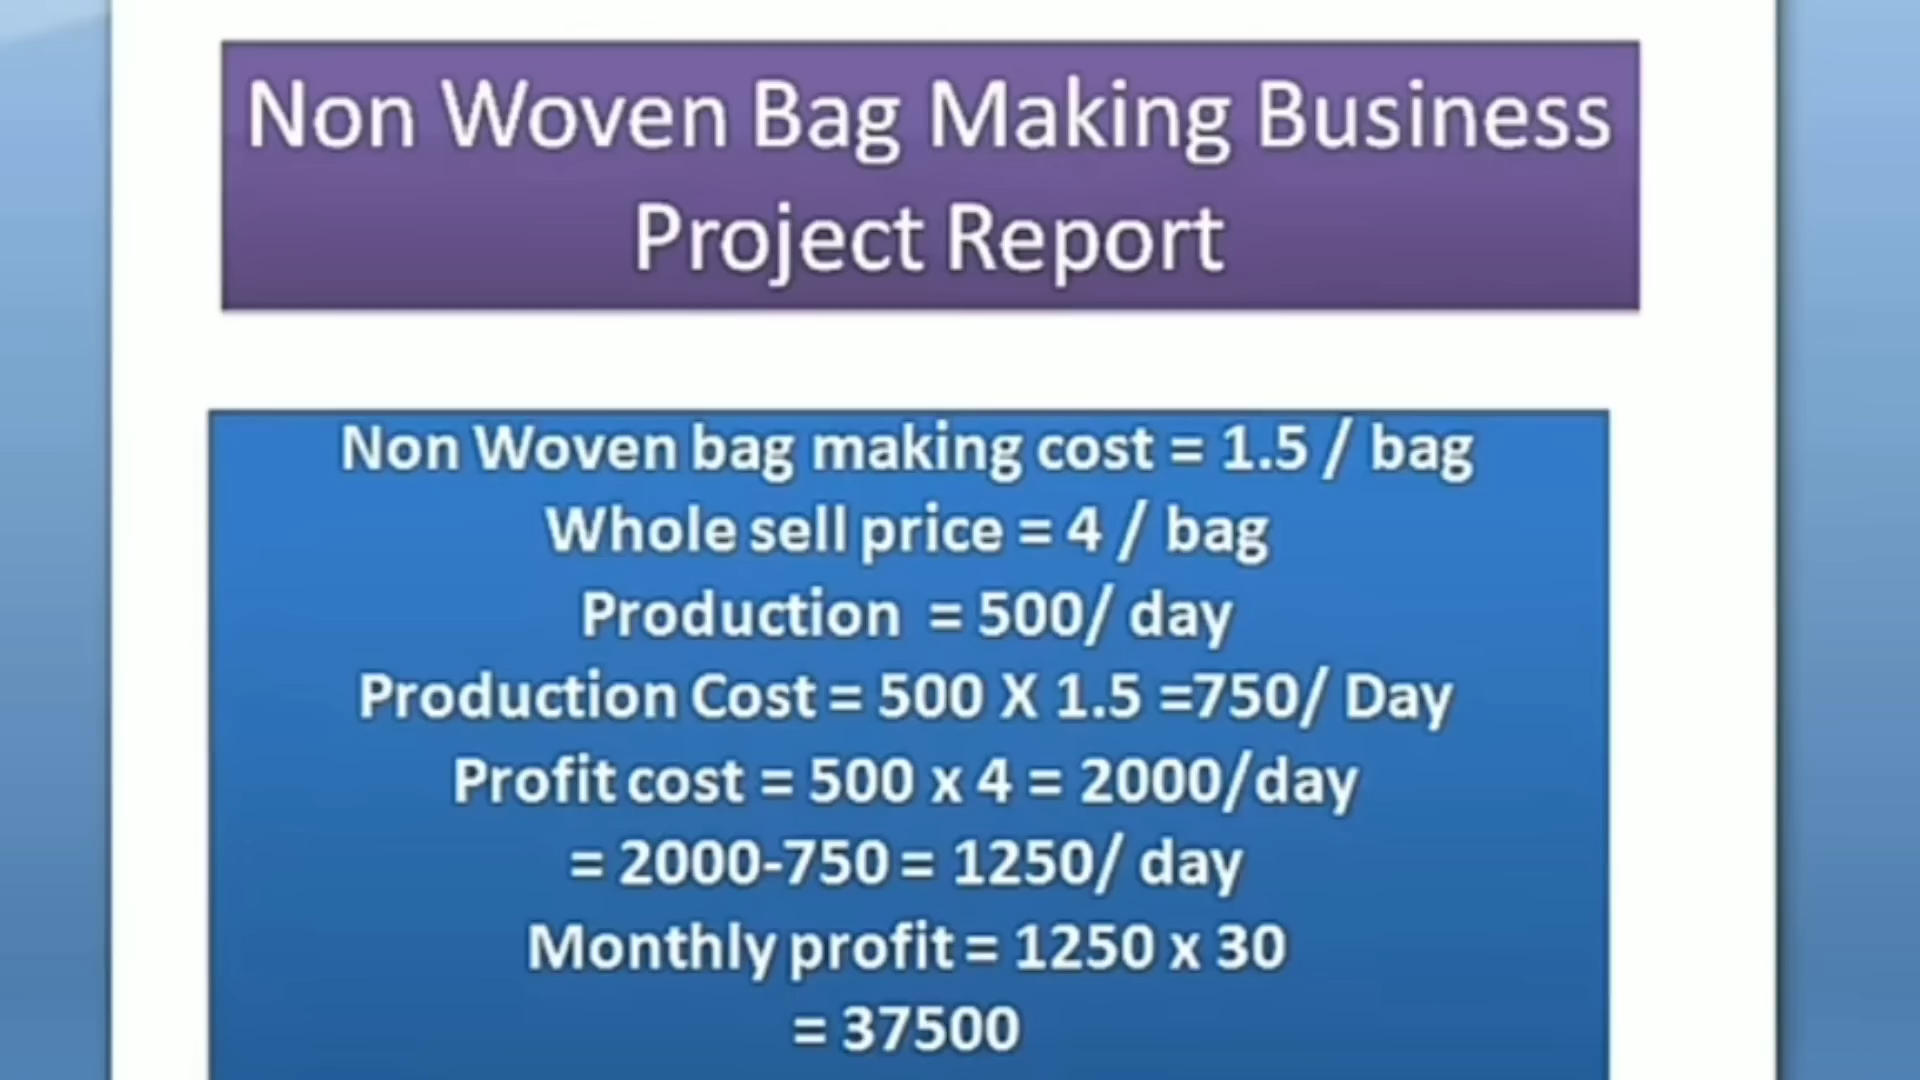 Non Woven Bag Making Business
Project Report
Non Woven bag making cost = 1.5 / bag
Whole sell price = 4 / bag
Production = 500/ day
Production Cost = 500 X 1.5 =750/ Day
Profit cost = 500 x 4 = 2000/day
= 2000-750 = 1250/ day
Monthly profit = 1250 x 30
= 37500